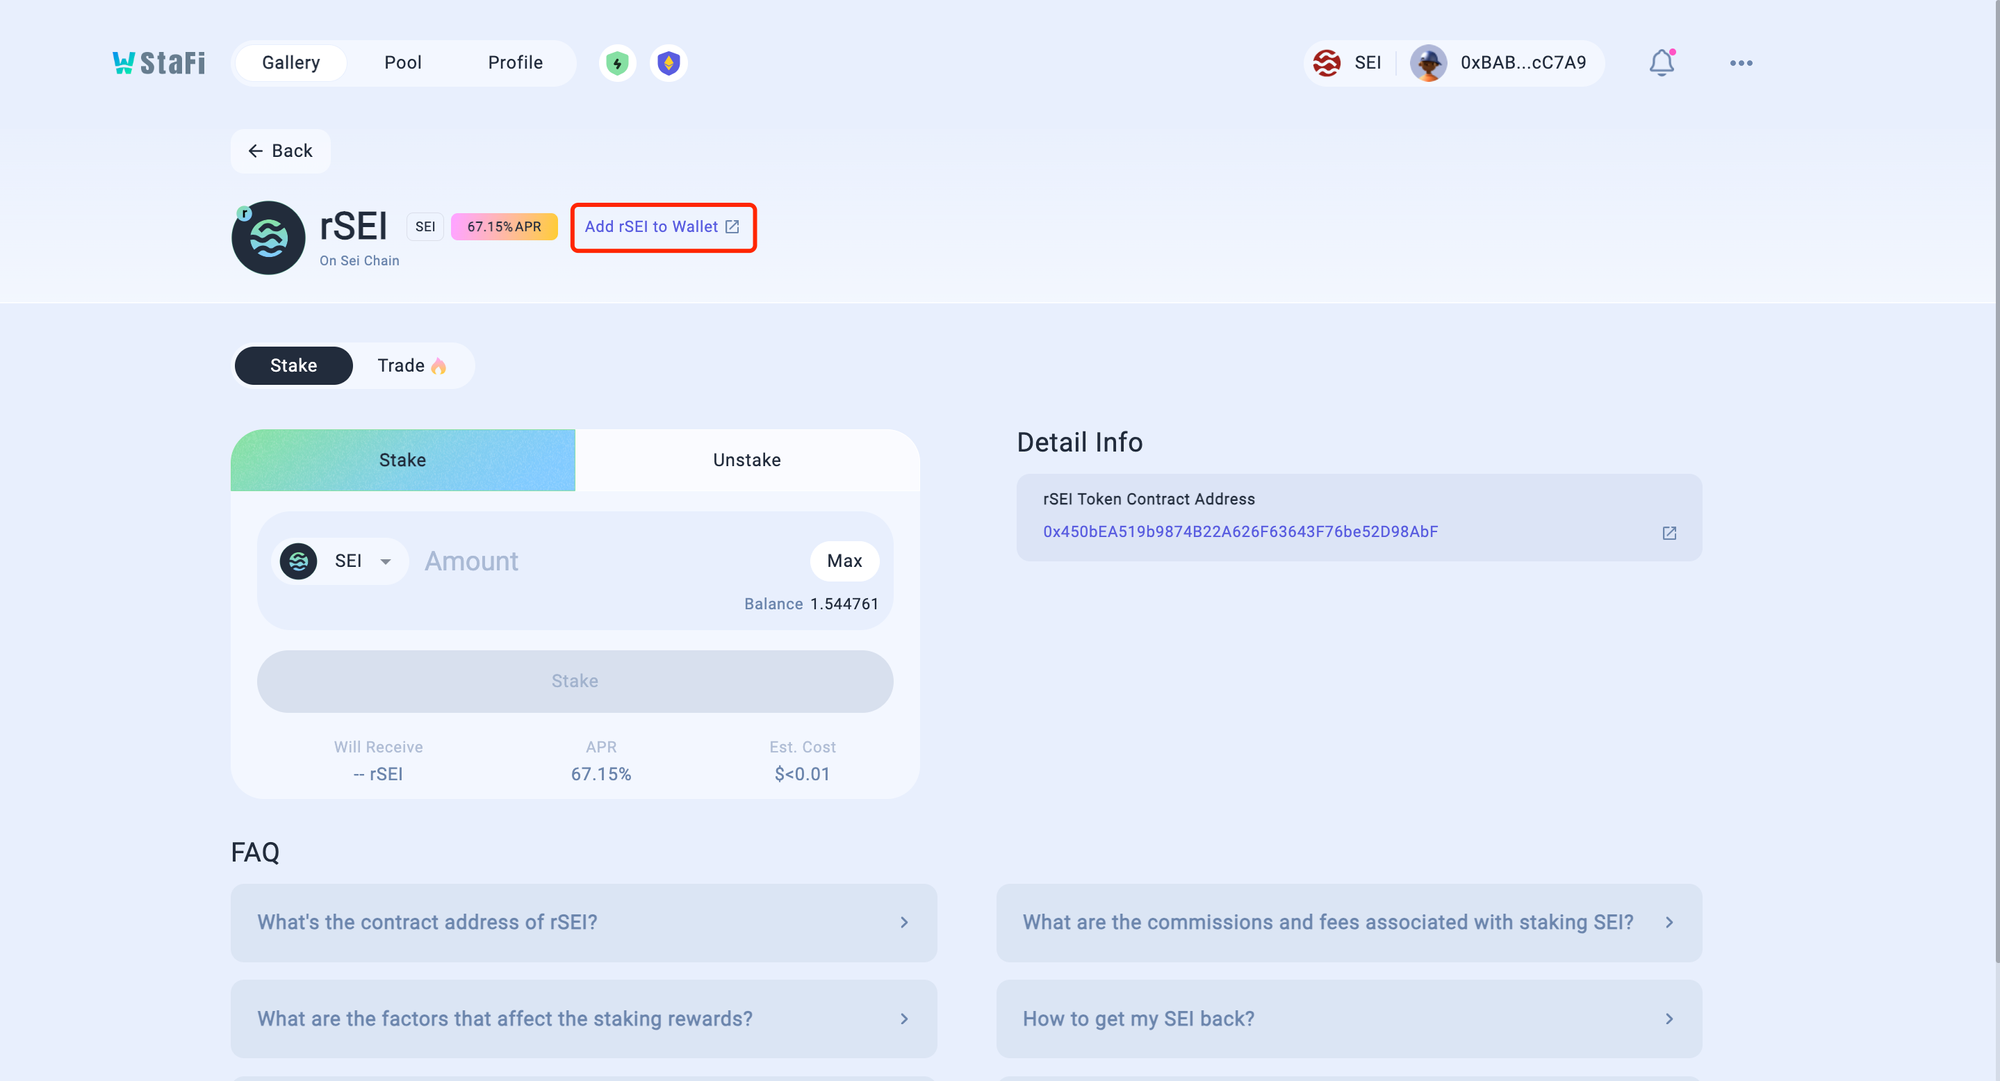 StaFi
Gallery
Pool
Profile
SEI
0xBAB...cC7A9
Back
r
rSEI
SEI
67.15%APR
Add rSEI to Wallet
On Sei Chain
Stake
Trade
Stake
Unstake
SEI
Amount
Max
Balance 1.544761
Stake
Will Receive
-- rSEI
APR
67.15%
Est. Cost
$<0.01
Detail Info
rSEI Token Contract Address
0x450bEA519b9874B22A626F63643F76be52D98AbF
FAQ
What's the contract address of rSEI?
What are the commissions and fees associated with staking SEI?
What are the factors that affect the staking rewards?
How to get my SEI back?